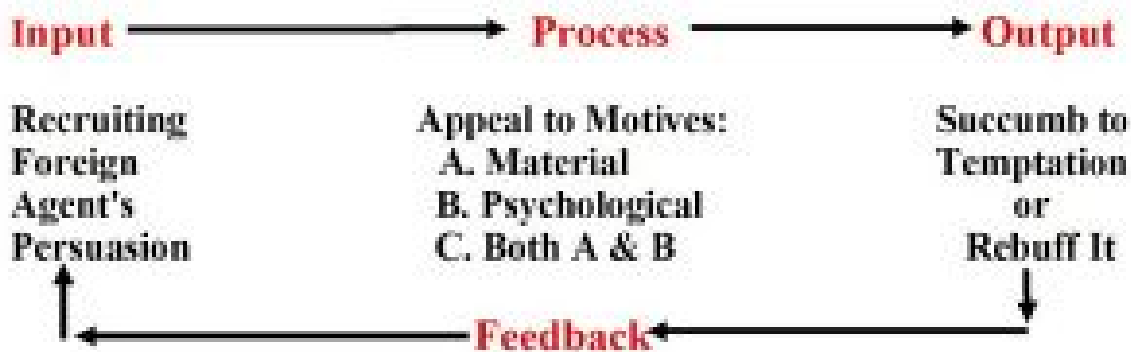 Input Process Output
Recruiting Appeal to Motives: Succumb to
Foreign A. Material Temptation
Agent's B. Psychological or
Persuasion C. Both A & B Rebuff It
Feedback